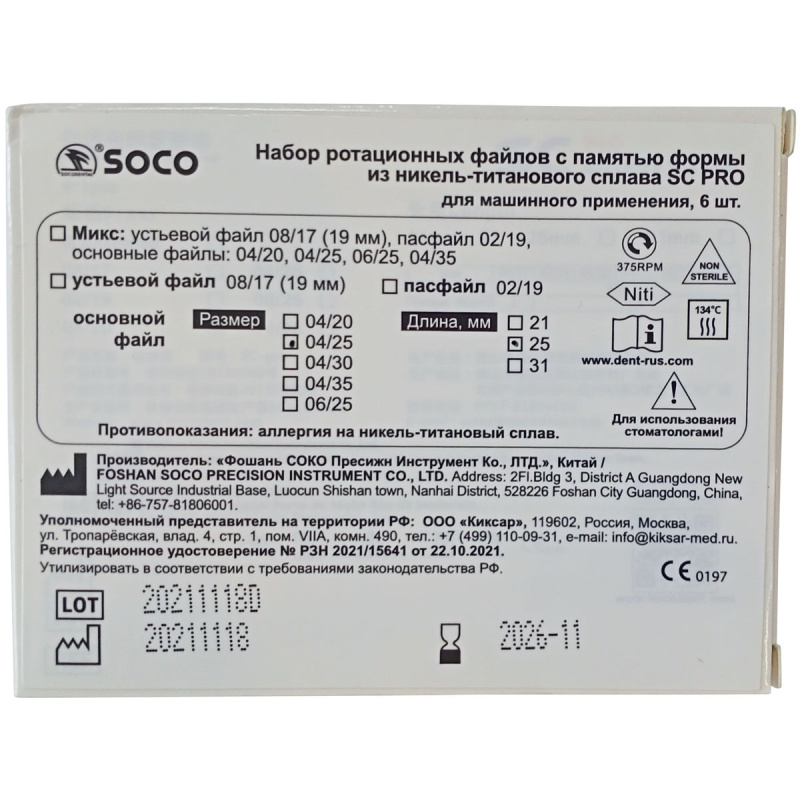 ® SOCO
Набор ротационных файлов с памятью формы
из никель-титанового сплава SC PRO
для машинного применения, 6 шт.
Микс: устьевой файл 08/17 (19 мм), пасфайл 02/19,
основные файлы: 04/20, 04/25, 06/25, 04/35
устьевой файл 08/17 (19 мм)
пасфайл 02/19
основной
файл
Размер
04/20
04/25
04/30
04/35
06/25
Длина, мм
21
25
31
375RPM
NON
STERILE
Niti
134°C
i
www.dent-rus.com
!
Для использования
стоматологами!
Противопоказания: аллергия на никель-титановый сплав.
Производитель: «Фошань СОКО Пресижн Инструмент Ко., ЛТД.», Китай /
FOSHAN SOCO PRECISION INSTRUMENT CO., LTD. Address: 2Fl.Bldg 3, District A Guangdong New
Light Source Industrial Base, Luocun Shishan town, Nanhai District, 528226 Foshan City Guangdong, China,
tel: +86-757-81806001.
Уполномоченный представитель на территории РФ: ООО «Киксар», 119602, Россия, Москва,
ул. Тропарёвская, влад. 4, стр. 1, пом. VIIA, комн. 490, тел.: +7 (499) 110-09-31, e-mail: info@kiksar-med.ru.
Регистрационное удостоверение № РЗН 2021/15641 от 22.10.2021.
Утилизировать в соответствии с требованиями законодательства РФ.
CE 0197
LOT 20211118D
20211118
2026-11